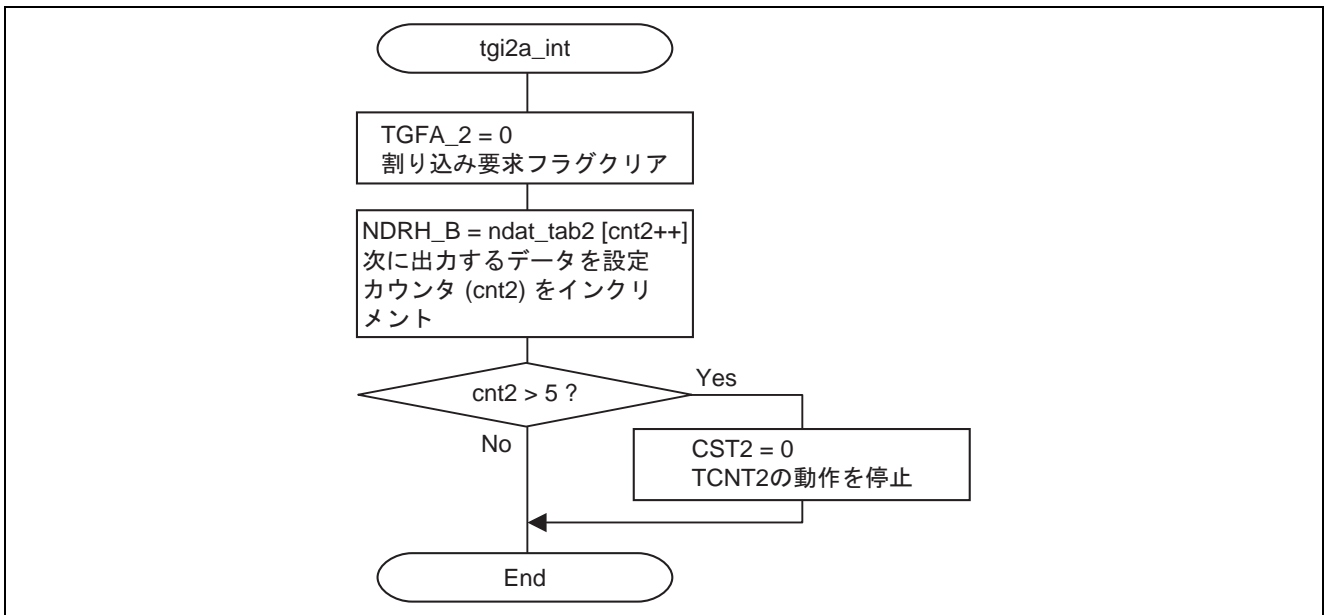 tgi2a_int
TGFA_2 = 0
割り込み要求フラグクリア
NDRH_B = ndat_tab2 [cnt2++]
次に出力するデータを設定
カウンタ (cnt2) をインクリ
メント
cnt2 > 5 ?
Yes
No
CST2 = 0
TCNT2の動作を停止
End